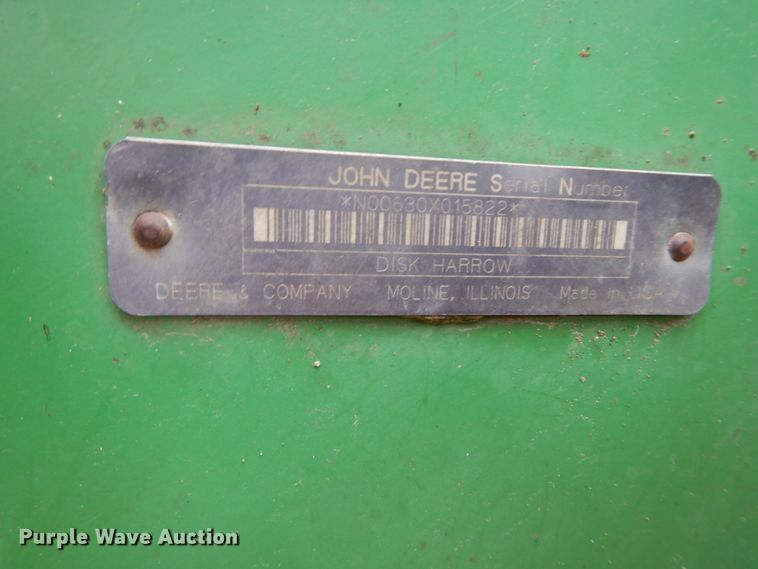 JOHN DEERE Serial Number
*N00630X015822*
DISK HARROW
DEERE & COMPANY MOLINE, ILLINOIS Made in USA
Purple Wave Auction